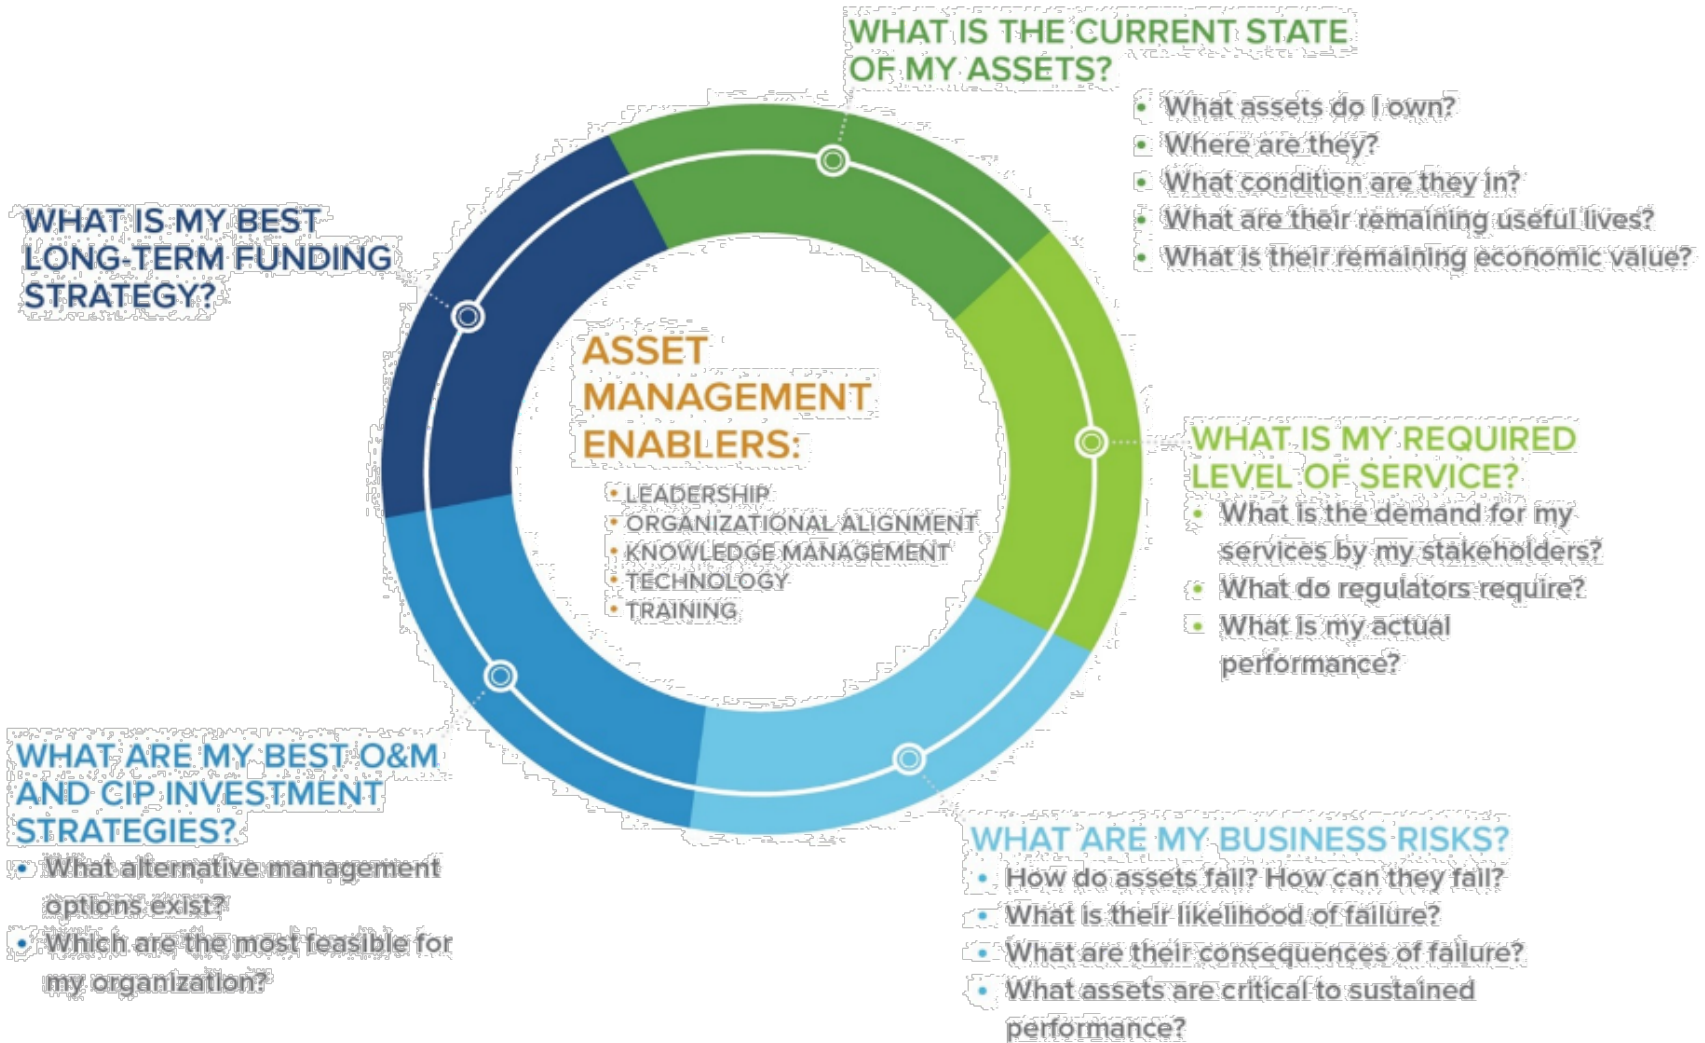 WHAT IS THE CURRENT STATE
OF MY ASSETS?
• What assets do I own?
• Where are they?
• What condition are they in?
• What are their remaining useful lives?
• What is their remaining economic value?
WHAT IS MY REQUIRED
LEVEL OF SERVICE?
• What is the demand for my
services by my stakeholders?
• What do regulators require?
• What is my actual
performance?
WHAT ARE MY BUSINESS RISKS?
• How do assets fail? How can they fail?
• What is their likelihood of failure?
• What are their consequences of failure?
• What assets are critical to sustained
performance?
WHAT ARE MY BEST O&M
AND CIP INVESTMENT
STRATEGIES?
• What alternative management
options exist?
• Which are the most feasible for
my organization?
WHAT IS MY BEST
LONG-TERM FUNDING
STRATEGY?
ASSET
MANAGEMENT
ENABLERS:
• LEADERSHIP
• ORGANIZATIONAL ALIGNMENT
• KNOWLEDGE MANAGEMENT
• TECHNOLOGY
• TRAINING